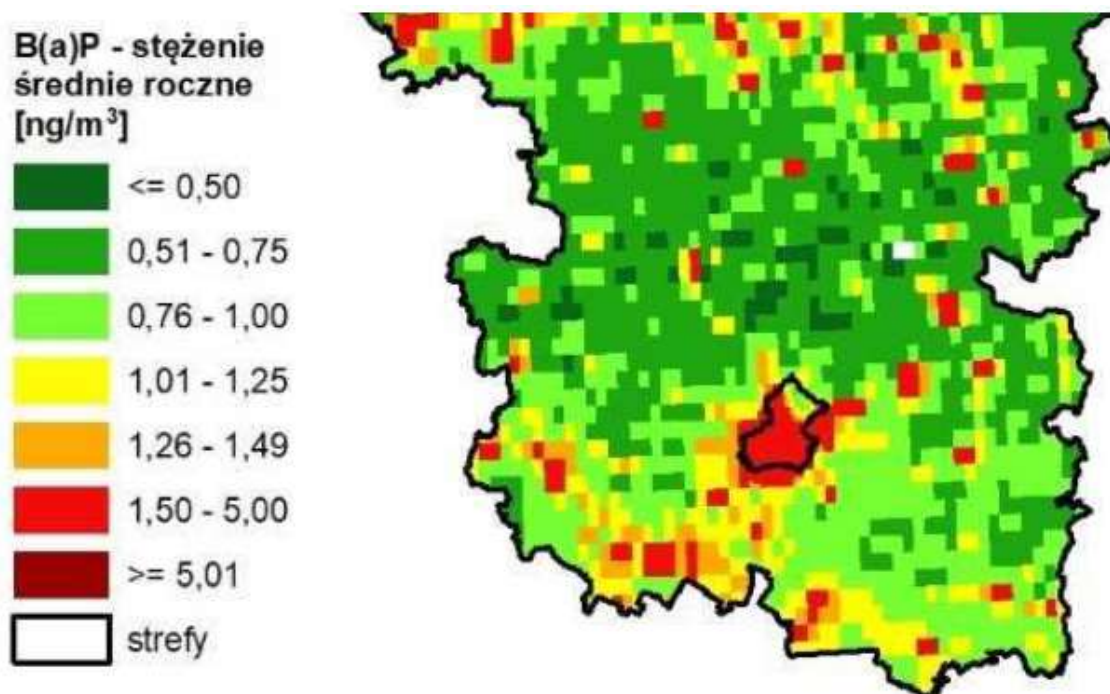 B(a)P - stężenie
średnie roczne
[ng/m³]
<= 0,50
0,51 - 0,75
0,76 - 1,00
1,01 - 1,25
1,26 - 1,49
1,50 - 5,00
>= 5,01
strefy